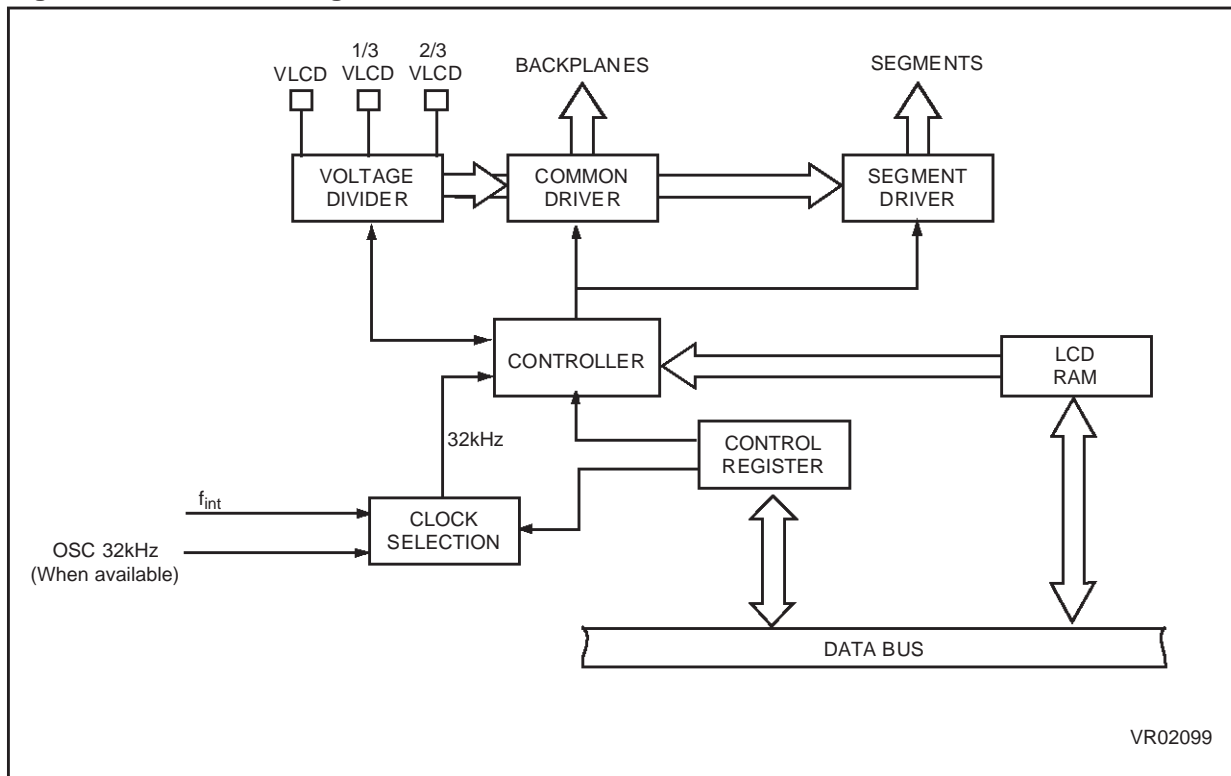 VLCD
1/3
VLCD
2/3
VLCD
BACKPLANES
SEGMENTS
VOLTAGE
DIVIDER
COMMON
DRIVER
SEGMENT
DRIVER
CONTROLLER
LCD
RAM
32kHz
CONTROL
REGISTER
fint
CLOCK
SELECTION
OSC 32kHz
(When available)
DATA BUS
VR02099